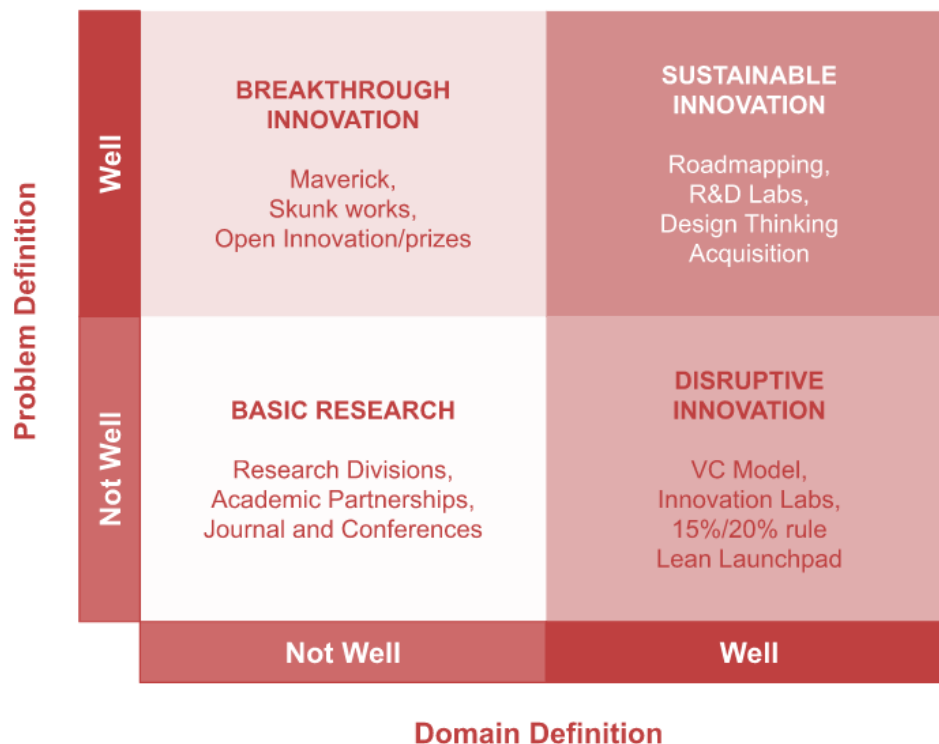 Problem Definition
Well
BREAKTHROUGH
INNOVATION
Maverick,
Skunk works,
Open Innovation/prizes
SUSTAINABLE
INNOVATION
Roadmapping,
R&D Labs,
Design Thinking
Acquisition
Not Well
BASIC RESEARCH
Research Divisions,
Academic Partnerships,
Journal and Conferences
DISRUPTIVE
INNOVATION
VC Model,
Innovation Labs,
15%/20% rule
Lean Launchpad
Not Well
Well
Domain Definition